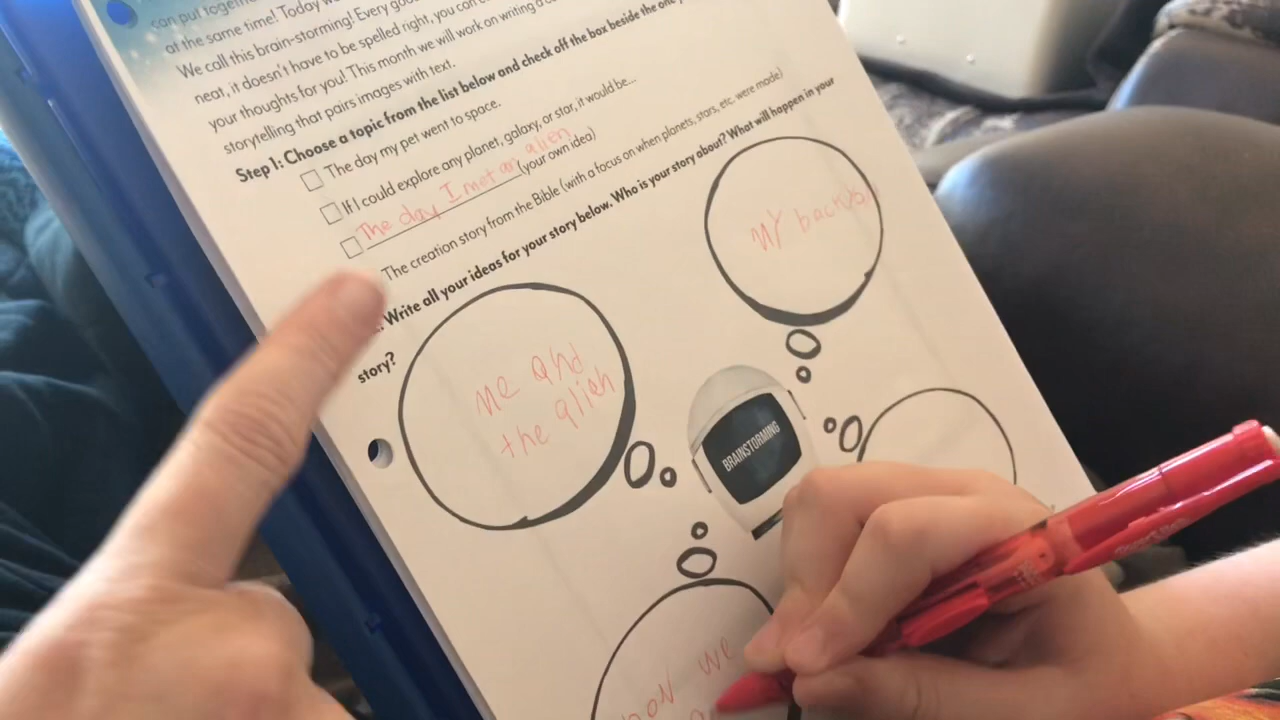 can put togethe
at the same time! Today w
We call this brain-storming! Every goo
neat, it doesn't have to be spelled right, you can
your thoughts for you! This month we will work on writing a co
storytelling that pairs images with text.
Step 1: Choose a topic from the list below and check off the box beside the one y
The day my pet went to space.
If I could explore any planet, galaxy, or star, it would be...
The day I met an alien (your own idea)
The creation story from the Bible (with a focus on when planets, stars, etc. were made)
Write all your ideas for your story below. Who is your story about? What will happen in your
story?
My backya
me and
the alien
BRAINSTORMING
how we